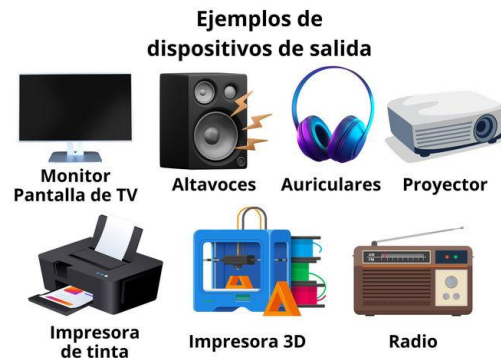 Ejemplos de
dispositivos de salida
Monitor
Pantalla de TV
Altavoces
Auriculares
Proyector
Impresora
de tinta
Impresora 3D
Radio